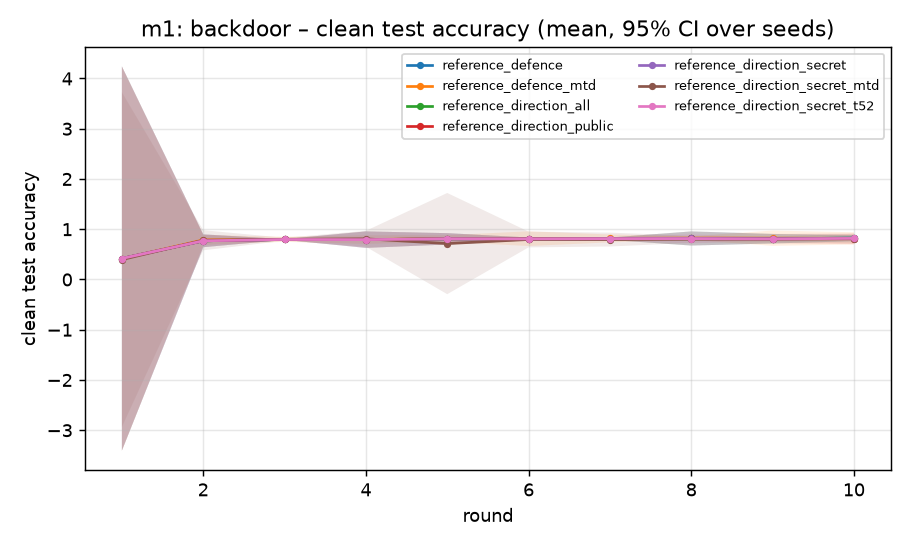 m1: backdoor – clean test accuracy (mean, 95% CI over seeds)
clean test accuracy
4
3
2
1
0
−1
−2
−3
reference_defence
reference_defence_mtd
reference_direction_all
reference_direction_public
reference_direction_secret
reference_direction_secret_mtd
reference_direction_secret_t52
2
4
6
8
10
round